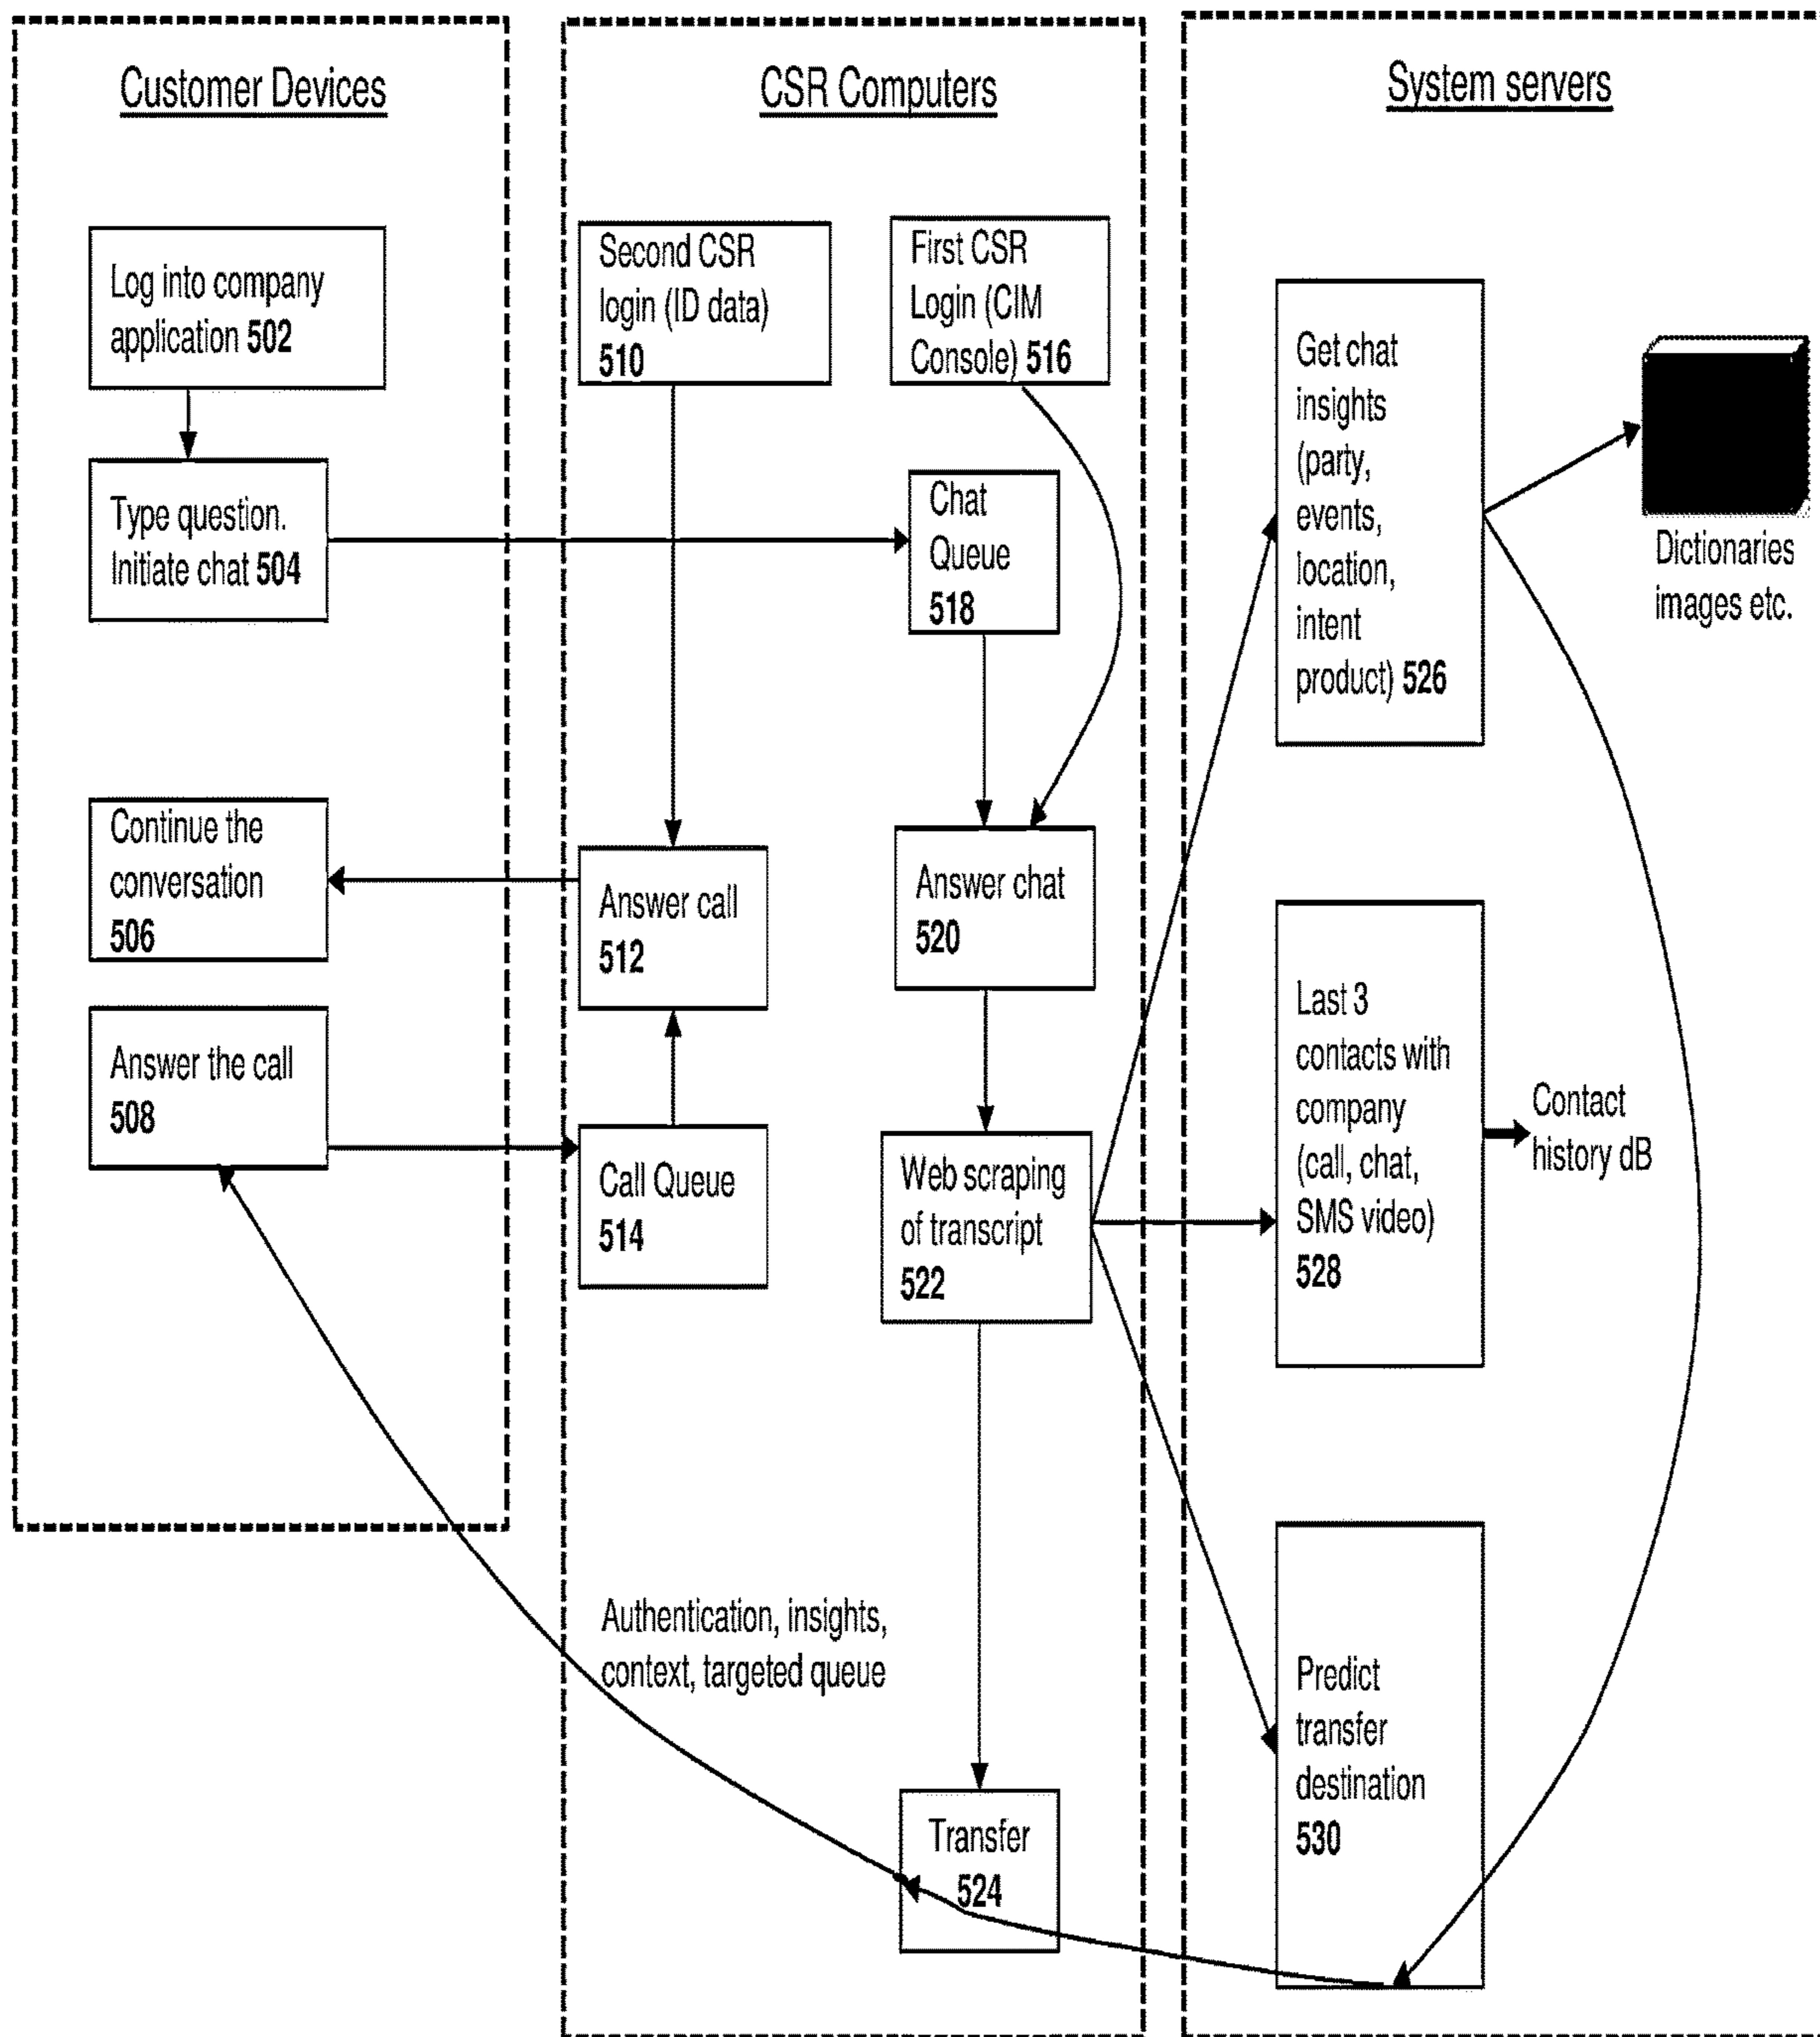 Customer Devices
Log into company
application 502
Type question.
Initiate chat 504
Continue the
conversation
506
Answer the call
508
CSR Computers
Second CSR
login (ID data)
510
First CSR
Login (CIM
Console) 516
Chat
Queue
518
Answer call
512
Answer chat
520
Call Queue
514
Web scraping
of transcript
522
Authentication, insights,
context, targeted queue
Transfer
524
System servers
Get chat
insights
(party,
events,
location,
intent
product) 526
Dictionaries
images etc.
Last 3
contacts with
company
(call, chat,
SMS video)
528
Contact
history dB
Predict
transfer
destination
530